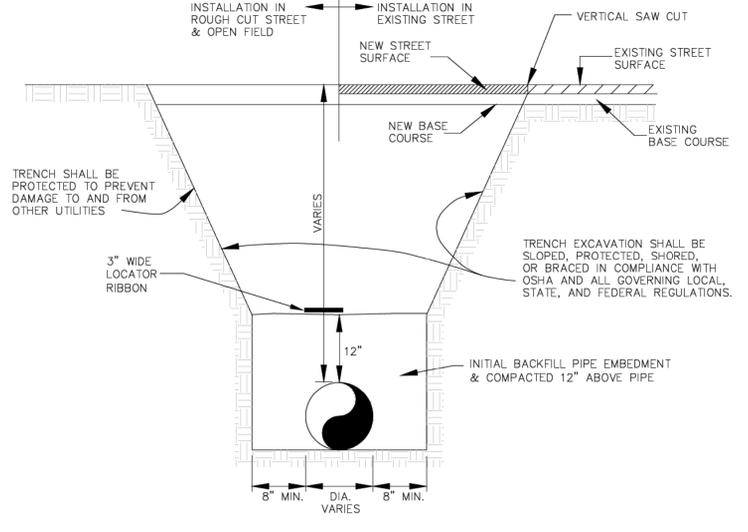 INSTALLATION IN
ROUGH CUT STREET
& OPEN FIELD
INSTALLATION IN
EXISTING STREET
VERTICAL SAW CUT
NEW STREET
SURFACE
EXISTING STREET
SURFACE
NEW BASE
COURSE
EXISTING
BASE COURSE
TRENCH SHALL BE
PROTECTED TO PREVENT
DAMAGE TO AND FROM
OTHER UTILITIES
VARIES
3" WIDE
LOCATOR
RIBBON
TRENCH EXCAVATION SHALL BE
SLOPED, PROTECTED, SHORED,
OR BRACED IN COMPLIANCE WITH
OSHA AND ALL GOVERNING LOCAL,
STATE, AND FEDERAL REGULATIONS.
12"
INITIAL BACKFILL PIPE EMBEDMENT
& COMPACTED 12" ABOVE PIPE
8" MIN.
DIA.
VARIES
8" MIN.